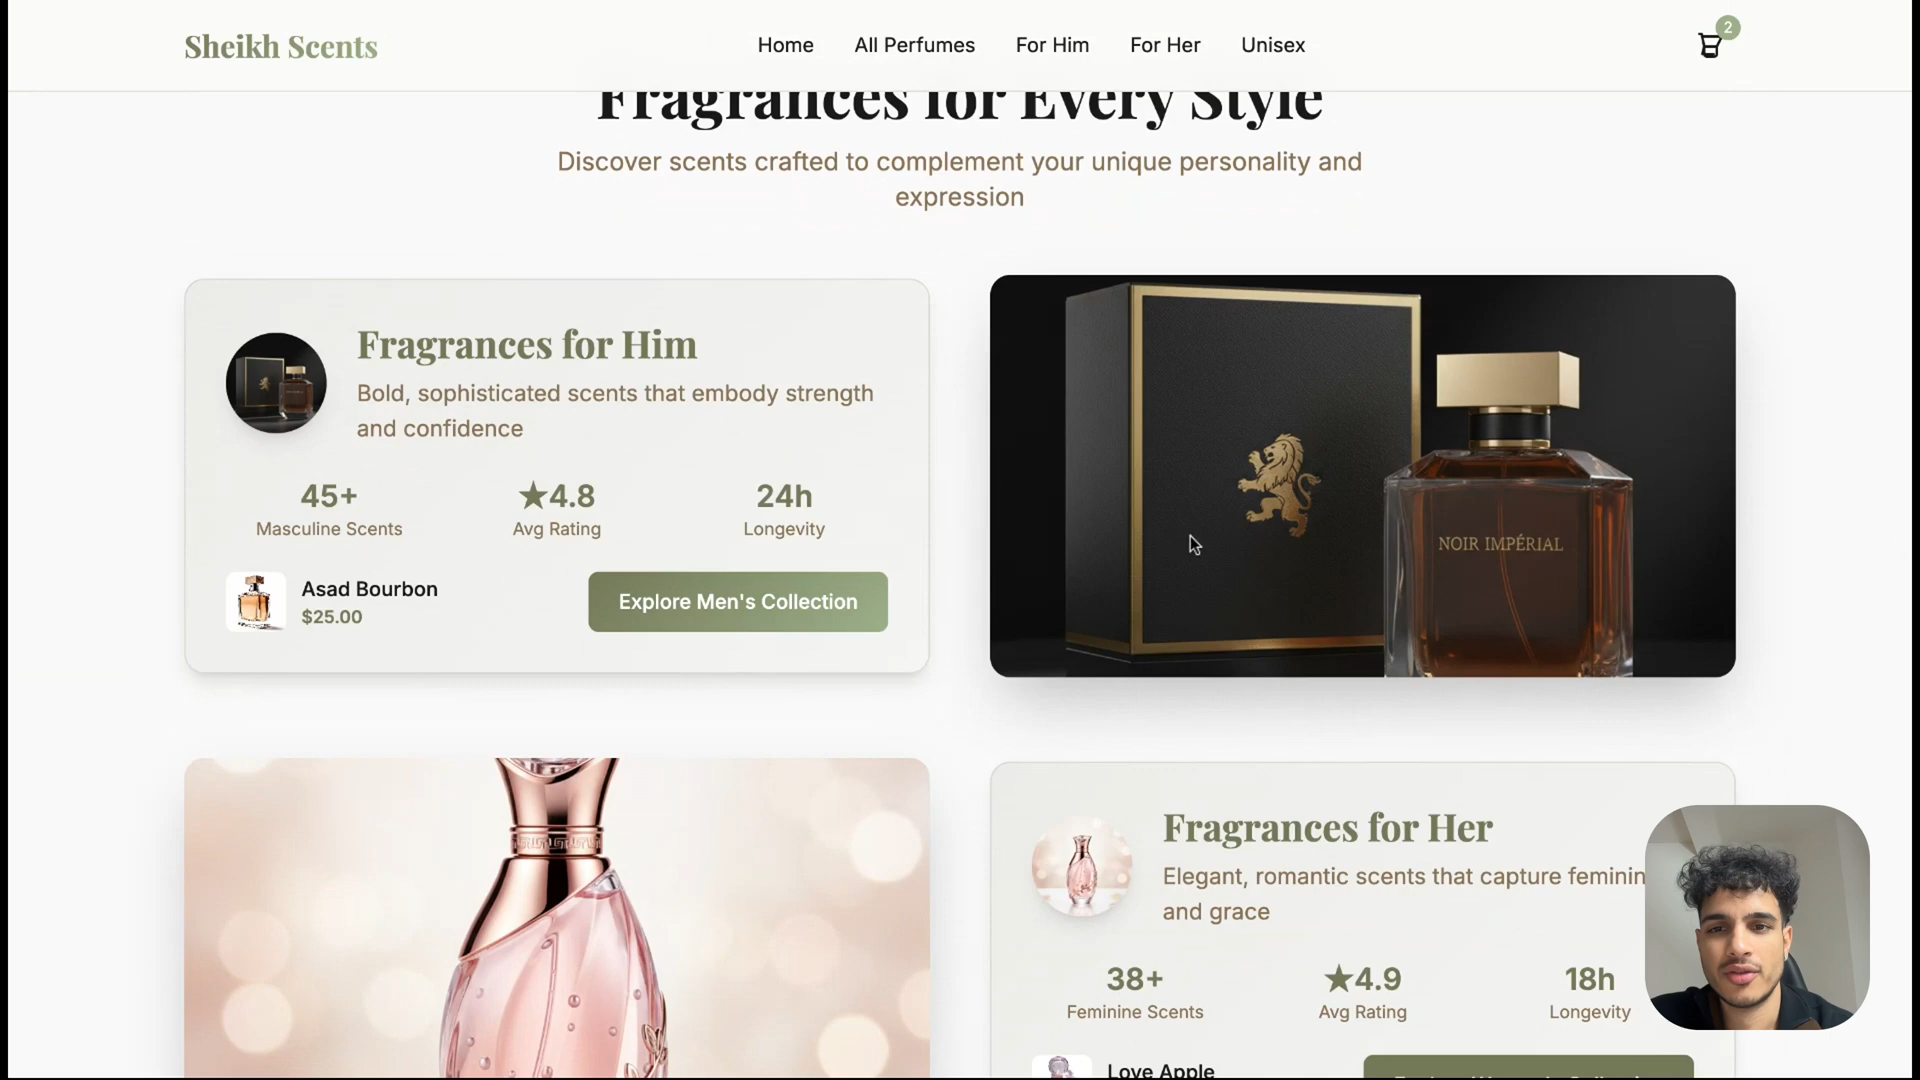 Sheikh Scents
Home
All Perfumes
For Him
For Her
Unisex
2
Fragrances for Every Style
Discover scents crafted to complement your unique personality and
expression
Fragrances for Him
Bold, sophisticated scents that embody strength
and confidence
45+
Masculine Scents
★4.8
Avg Rating
24h
Longevity
Asad Bourbon
$25.00
Explore Men's Collection
NOIR IMPÉRIAL
Fragrances for Her
Elegant, romantic scents that capture feminin
and grace
38+
Feminine Scents
★4.9
Avg Rating
18h
Longevity
Love Apple